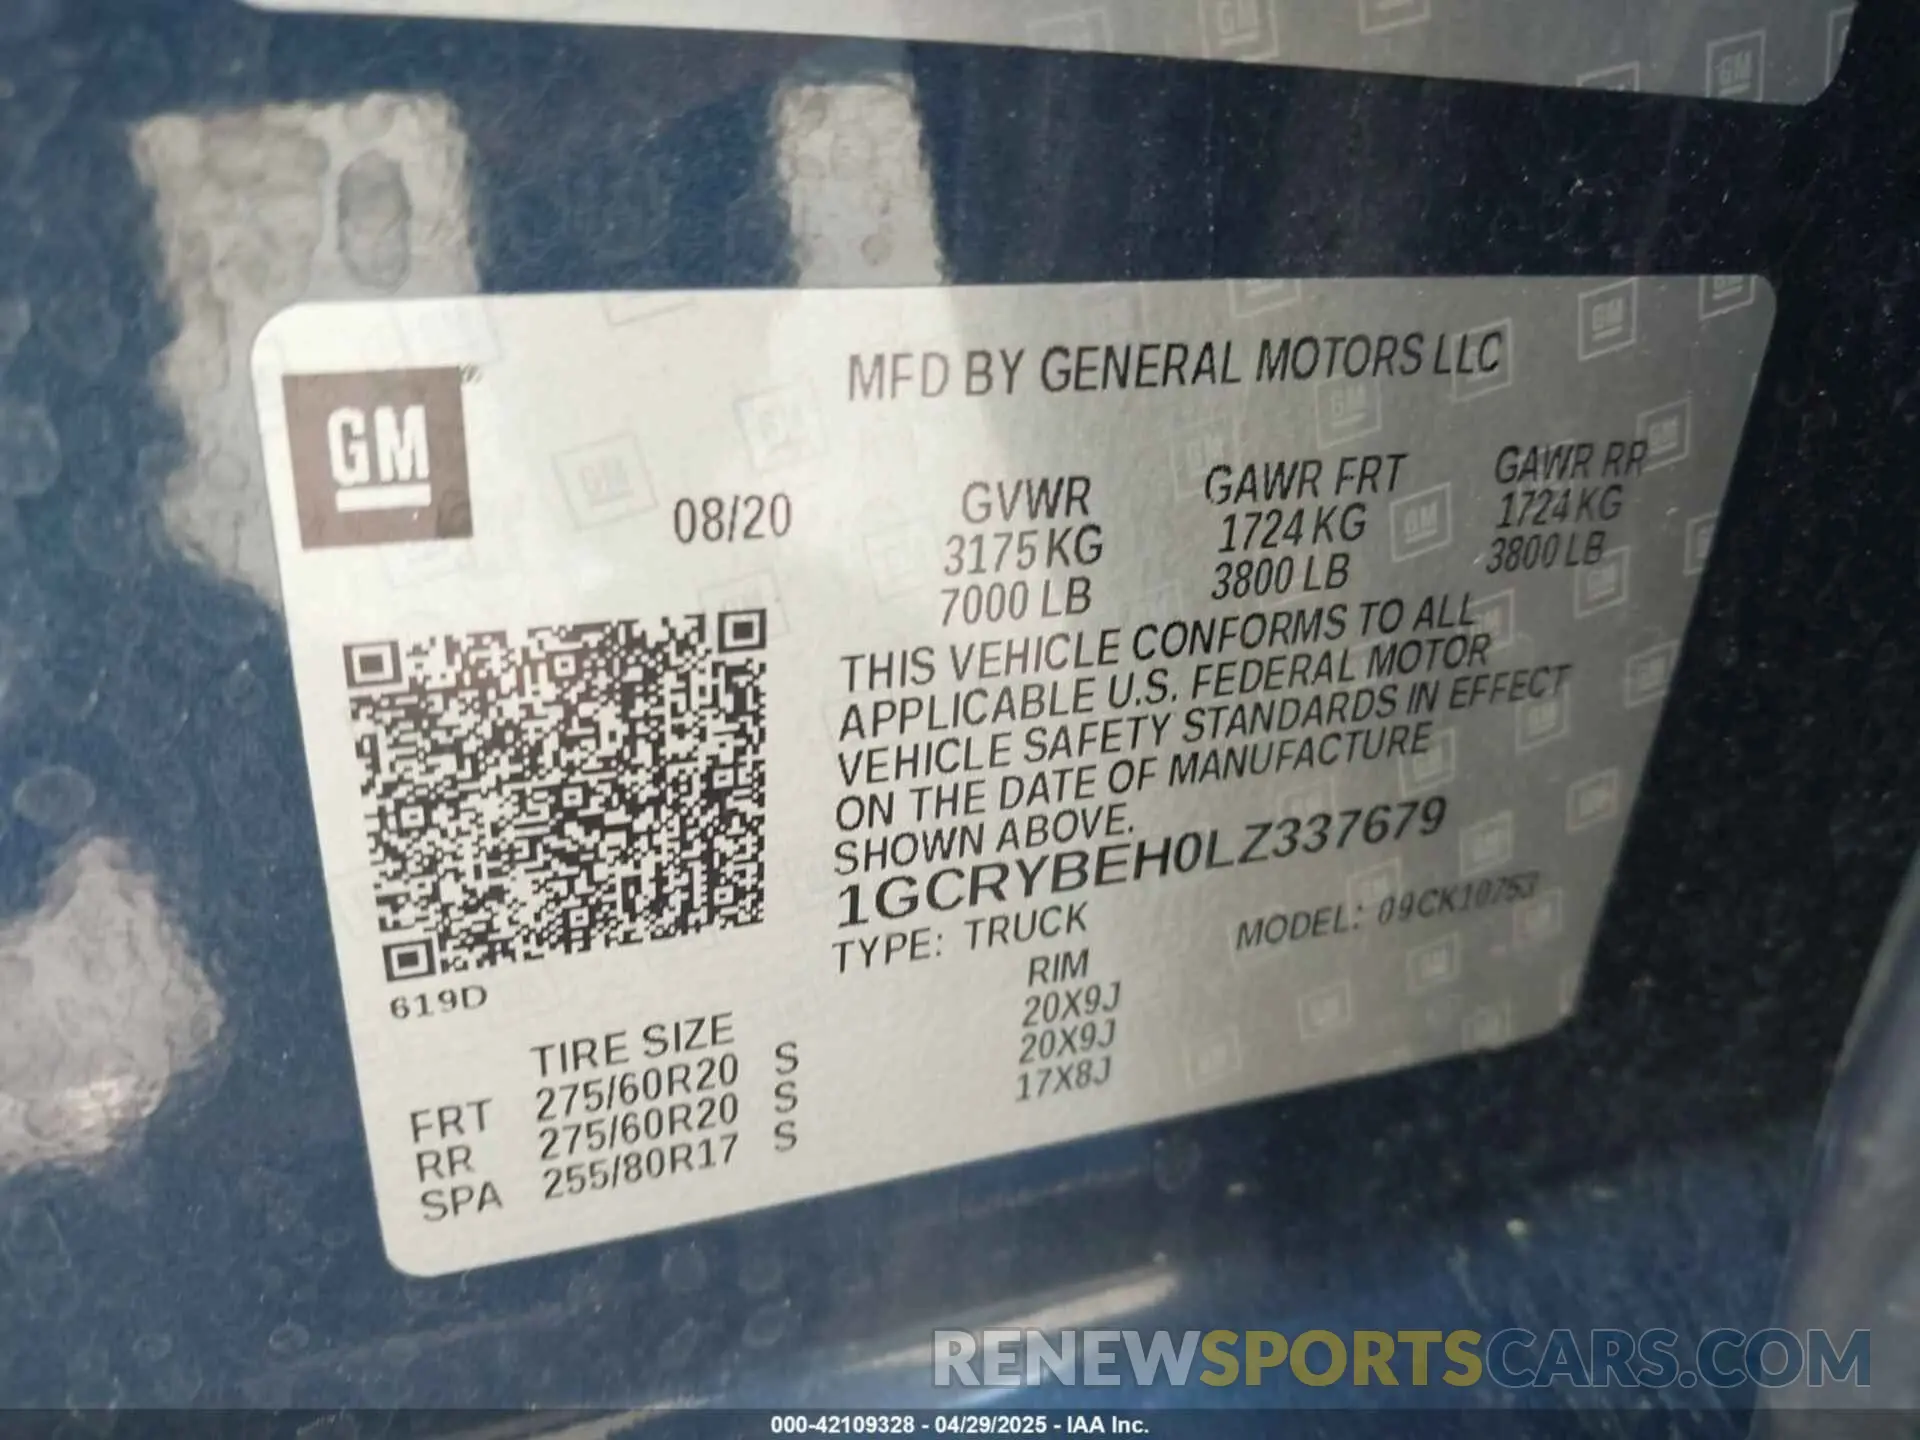 GM
MFD BY GENERAL MOTORS LLC
08/20
GVWR GAWR FRT GAWR RR
3175 KG 1724 KG 1724 KG
7000 LB 3800 LB 3800 LB
THIS VEHICLE CONFORMS TO ALL
APPLICABLE U.S. FEDERAL MOTOR
VEHICLE SAFETY STANDARDS IN EFFECT
ON THE DATE OF MANUFACTURE
SHOWN ABOVE.
1GCRYBEH0LZ337679
TYPE: TRUCK MODEL: 09CK10753
619D
TIRE SIZE RIM
FRT 275/60R20 S 20X9J
RR 275/60R20 S 20X9J
SPA 255/80R17 S 17X8J
RENEWSPORTSCARS.COM
000-42109328 - 04/29/2025 - IAA Inc.